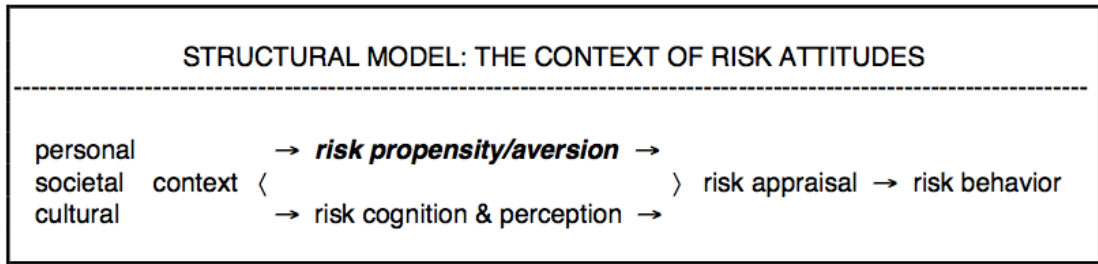 STRUCTURAL MODEL: THE CONTEXT OF RISK ATTITUDES
personal → risk propensity/aversion →
societal context 〈 〉 risk appraisal → risk behavior
cultural → risk cognition & perception →